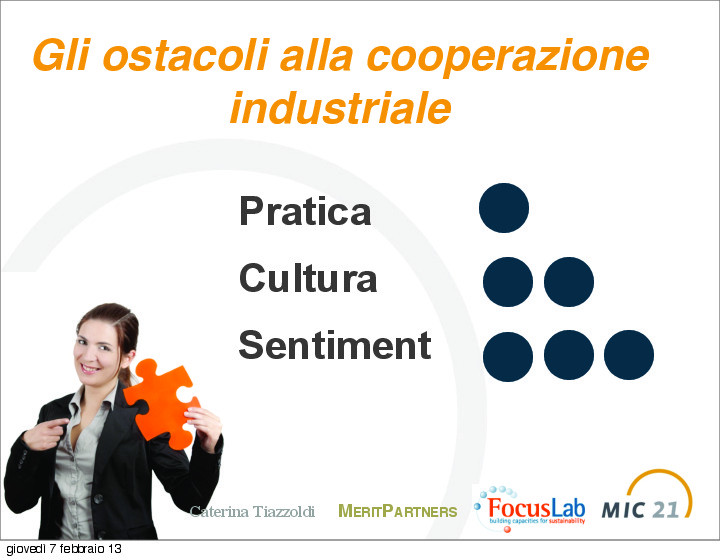 Gli ostacoli alla cooperazione
industriale
Pratica
Cultura
Sentiment
Caterina Tiazzoldi
MERITPARTNERS
FocusLab
building capacities for sustainability
MIC 21
giovedì 7 febbraio 13